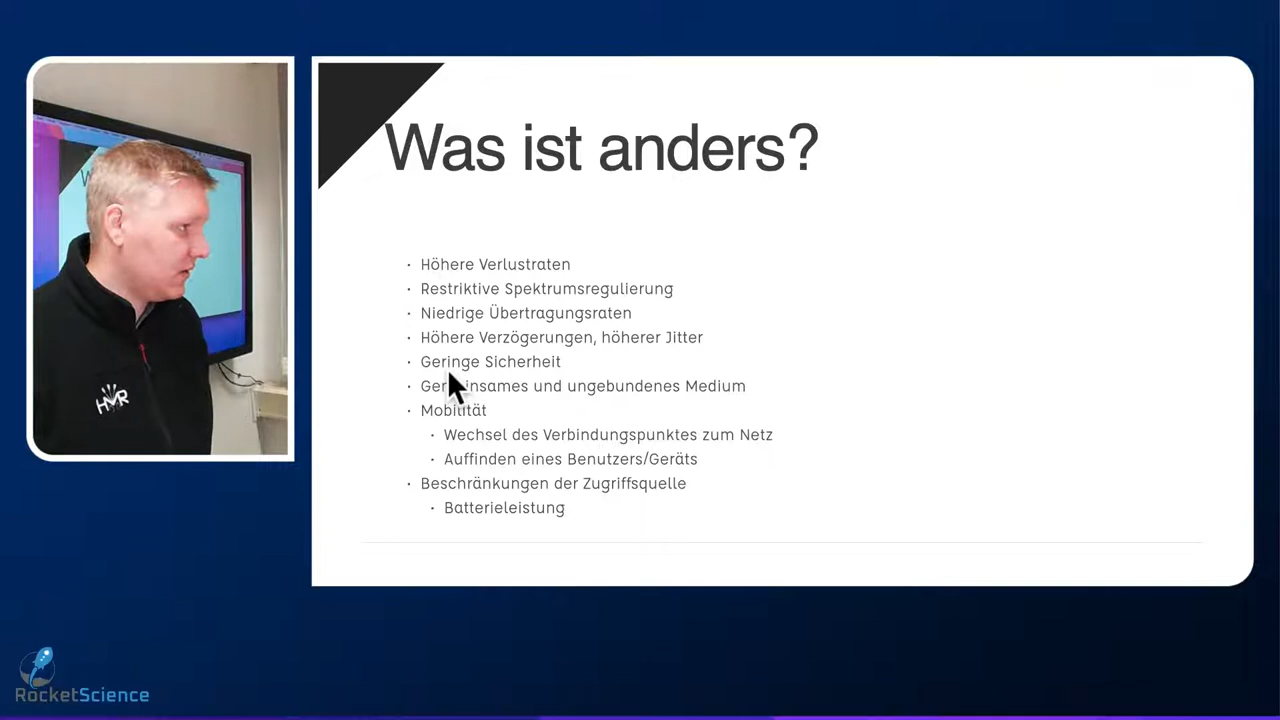 Was ist anders?
· Höhere Verlustraten
· Restriktive Spektrumsregulierung
· Niedrige Übertragungsraten
· Höhere Verzögerungen, höherer Jitter
· Geringe Sicherheit
· Gemeinsames und ungebundenes Medium
· Mobilität
· Wechsel des Verbindungspunktes zum Netz
· Auffinden eines Benutzers/Geräts
· Beschränkungen der Zugriffsquelle
· Batterieleistung
HMR
RocketScience